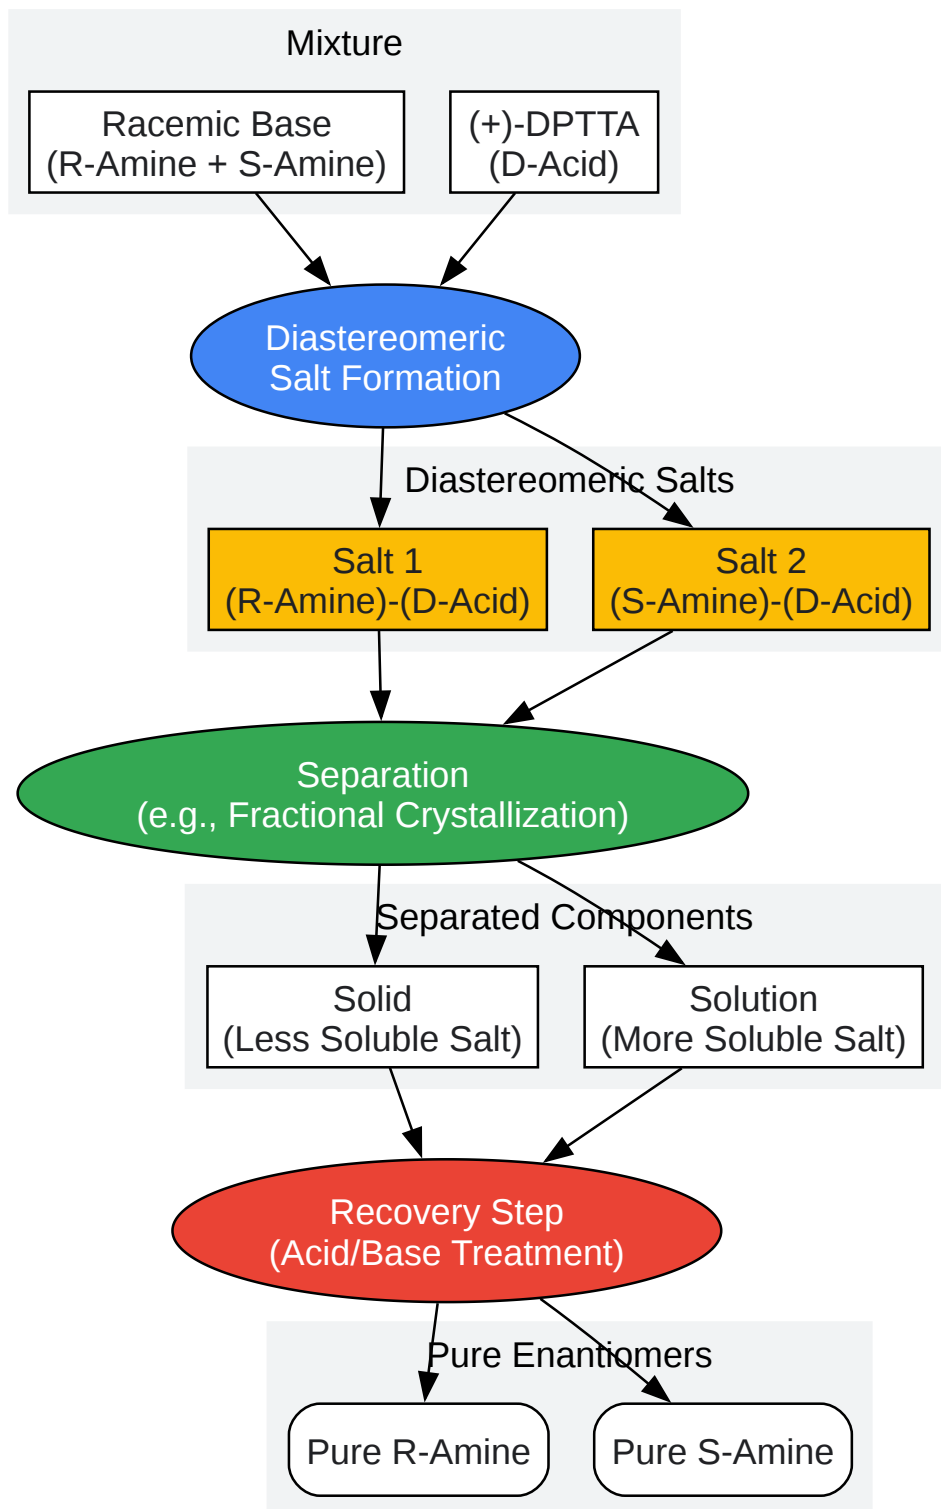 Mixture
Racemic Base
(R-Amine + S-Amine)
(+)-DPTTA
(D-Acid)
Diastereomeric
Salt Formation
Diastereomeric Salts
Salt 1
(R-Amine)-(D-Acid)
Salt 2
(S-Amine)-(D-Acid)
Separation
(e.g., Fractional Crystallization)
Separated Components
Solid
(Less Soluble Salt)
Solution
(More Soluble Salt)
Recovery Step
(Acid/Base Treatment)
Pure Enantiomers
Pure R-Amine
Pure S-Amine